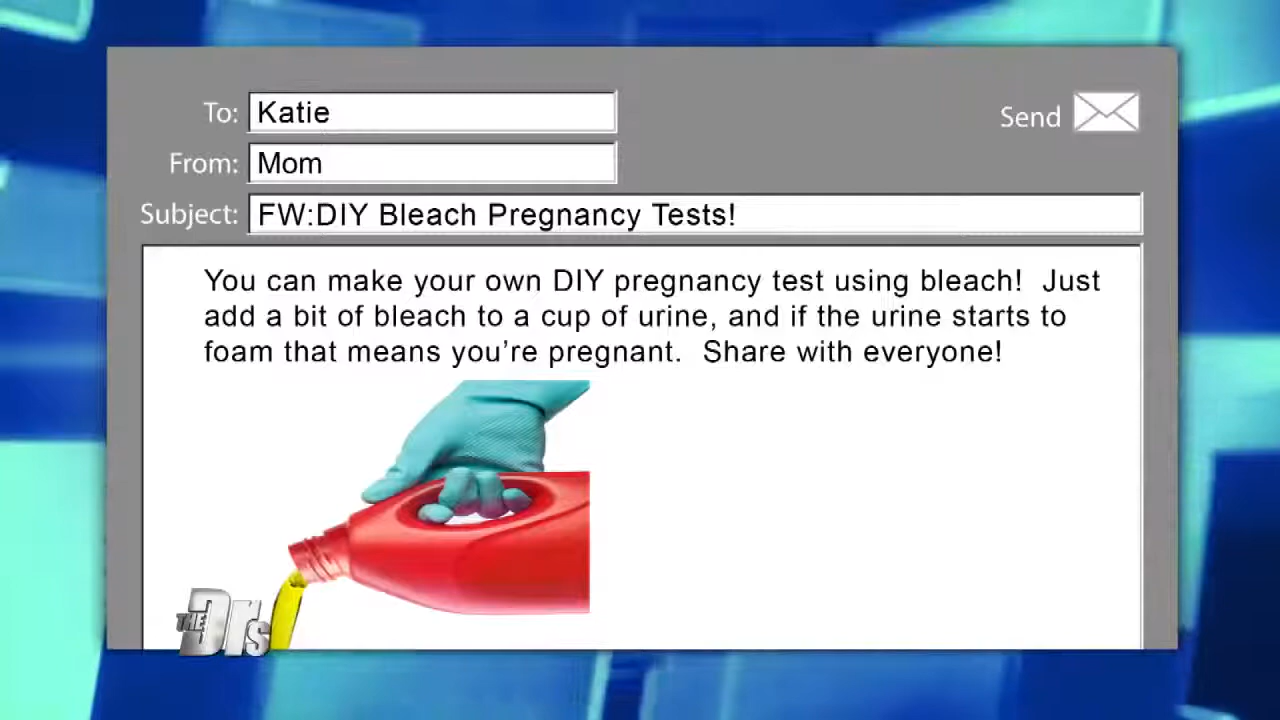 To: Katie
Send
From: Mom
Subject: FW:DIY Bleach Pregnancy Tests!
You can make your own DIY pregnancy test using bleach! Just
add a bit of bleach to a cup of urine, and if the urine starts to
foam that means you’re pregnant. Share with everyone!
THE Drs